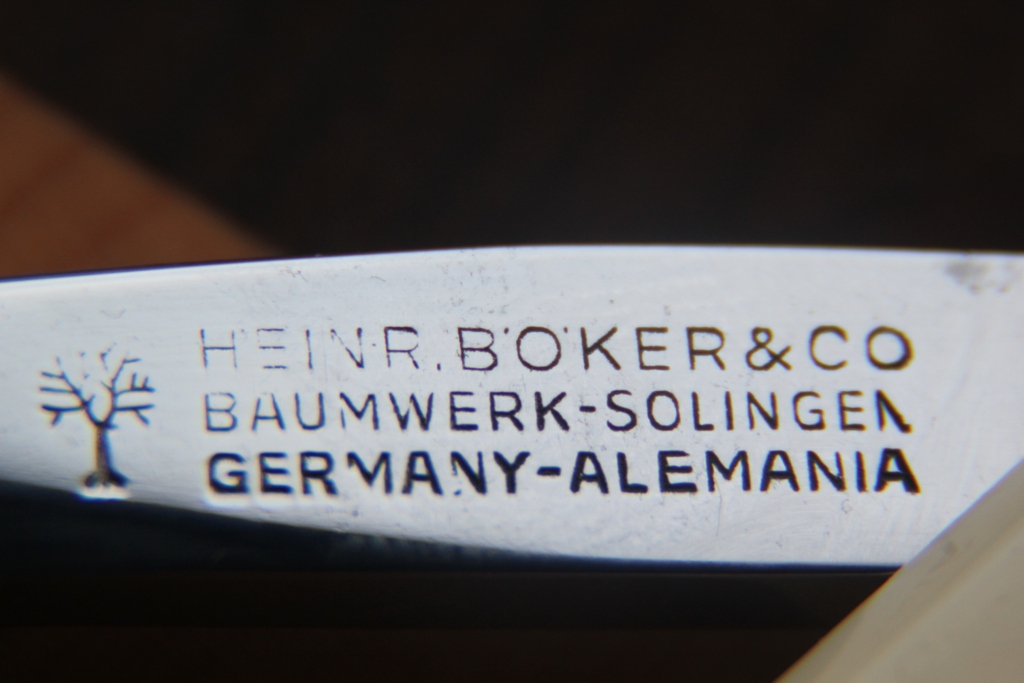 HEINR. BÖKER & CO
BAUMWERK-SOLINGEN
GERMANY-ALEMANIA